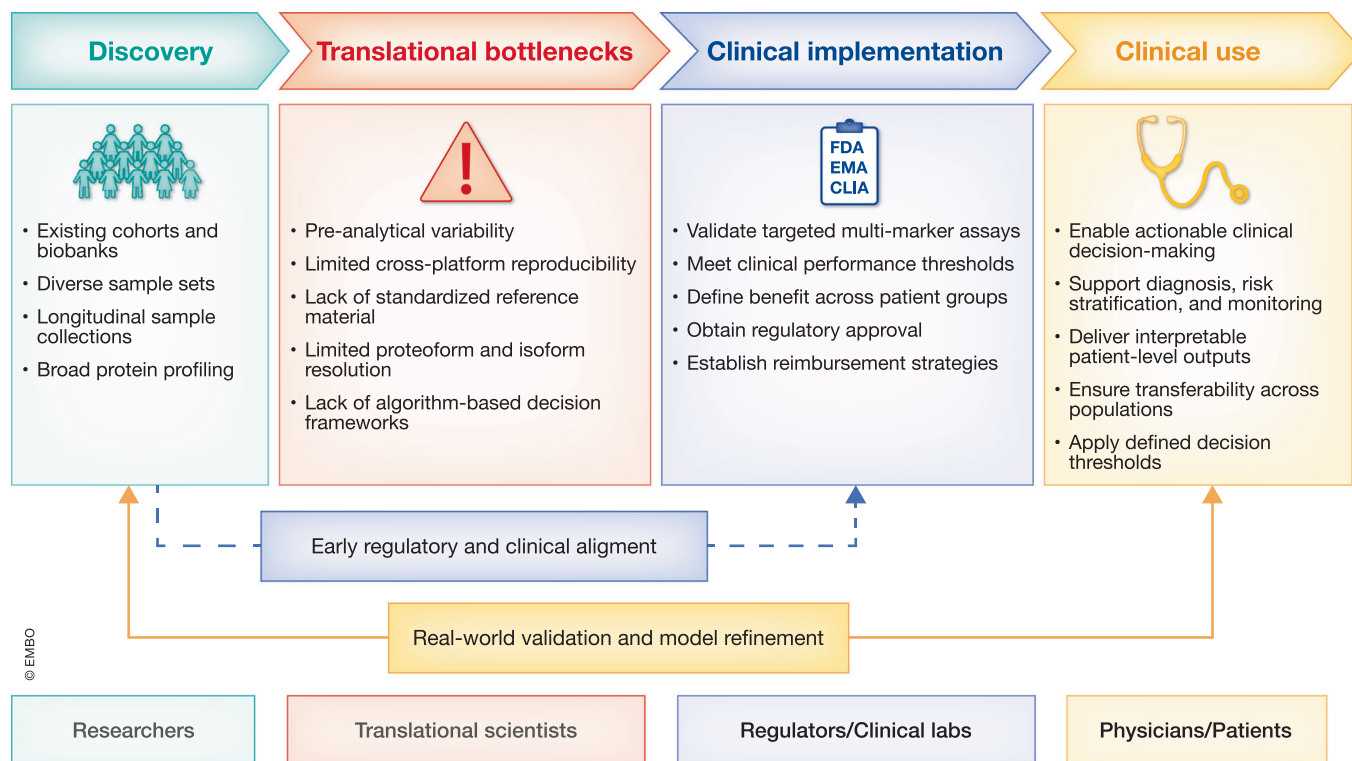 Discovery
Translational bottlenecks
Clinical implementation
Clinical use
• Existing cohorts and
biobanks
• Diverse sample sets
• Longitudinal sample
collections
• Broad protein profiling
• Pre-analytical variability
• Limited cross-platform reproducibility
• Lack of standardized reference
material
• Limited proteoform and isoform
resolution
• Lack of algorithm-based decision
frameworks
FDA
EMA
CLIA
• Validate targeted multi-marker assays
• Meet clinical performance thresholds
• Define benefit across patient groups
• Obtain regulatory approval
• Establish reimbursement strategies
• Enable actionable clinical
decision-making
• Support diagnosis, risk
stratification, and monitoring
• Deliver interpretable
patient-level outputs
• Ensure transferability across
populations
• Apply defined decision
thresholds
Early regulatory and clinical aligment
Real-world validation and model refinement
© EMBO
Researchers
Translational scientists
Regulators/Clinical labs
Physicians/Patients